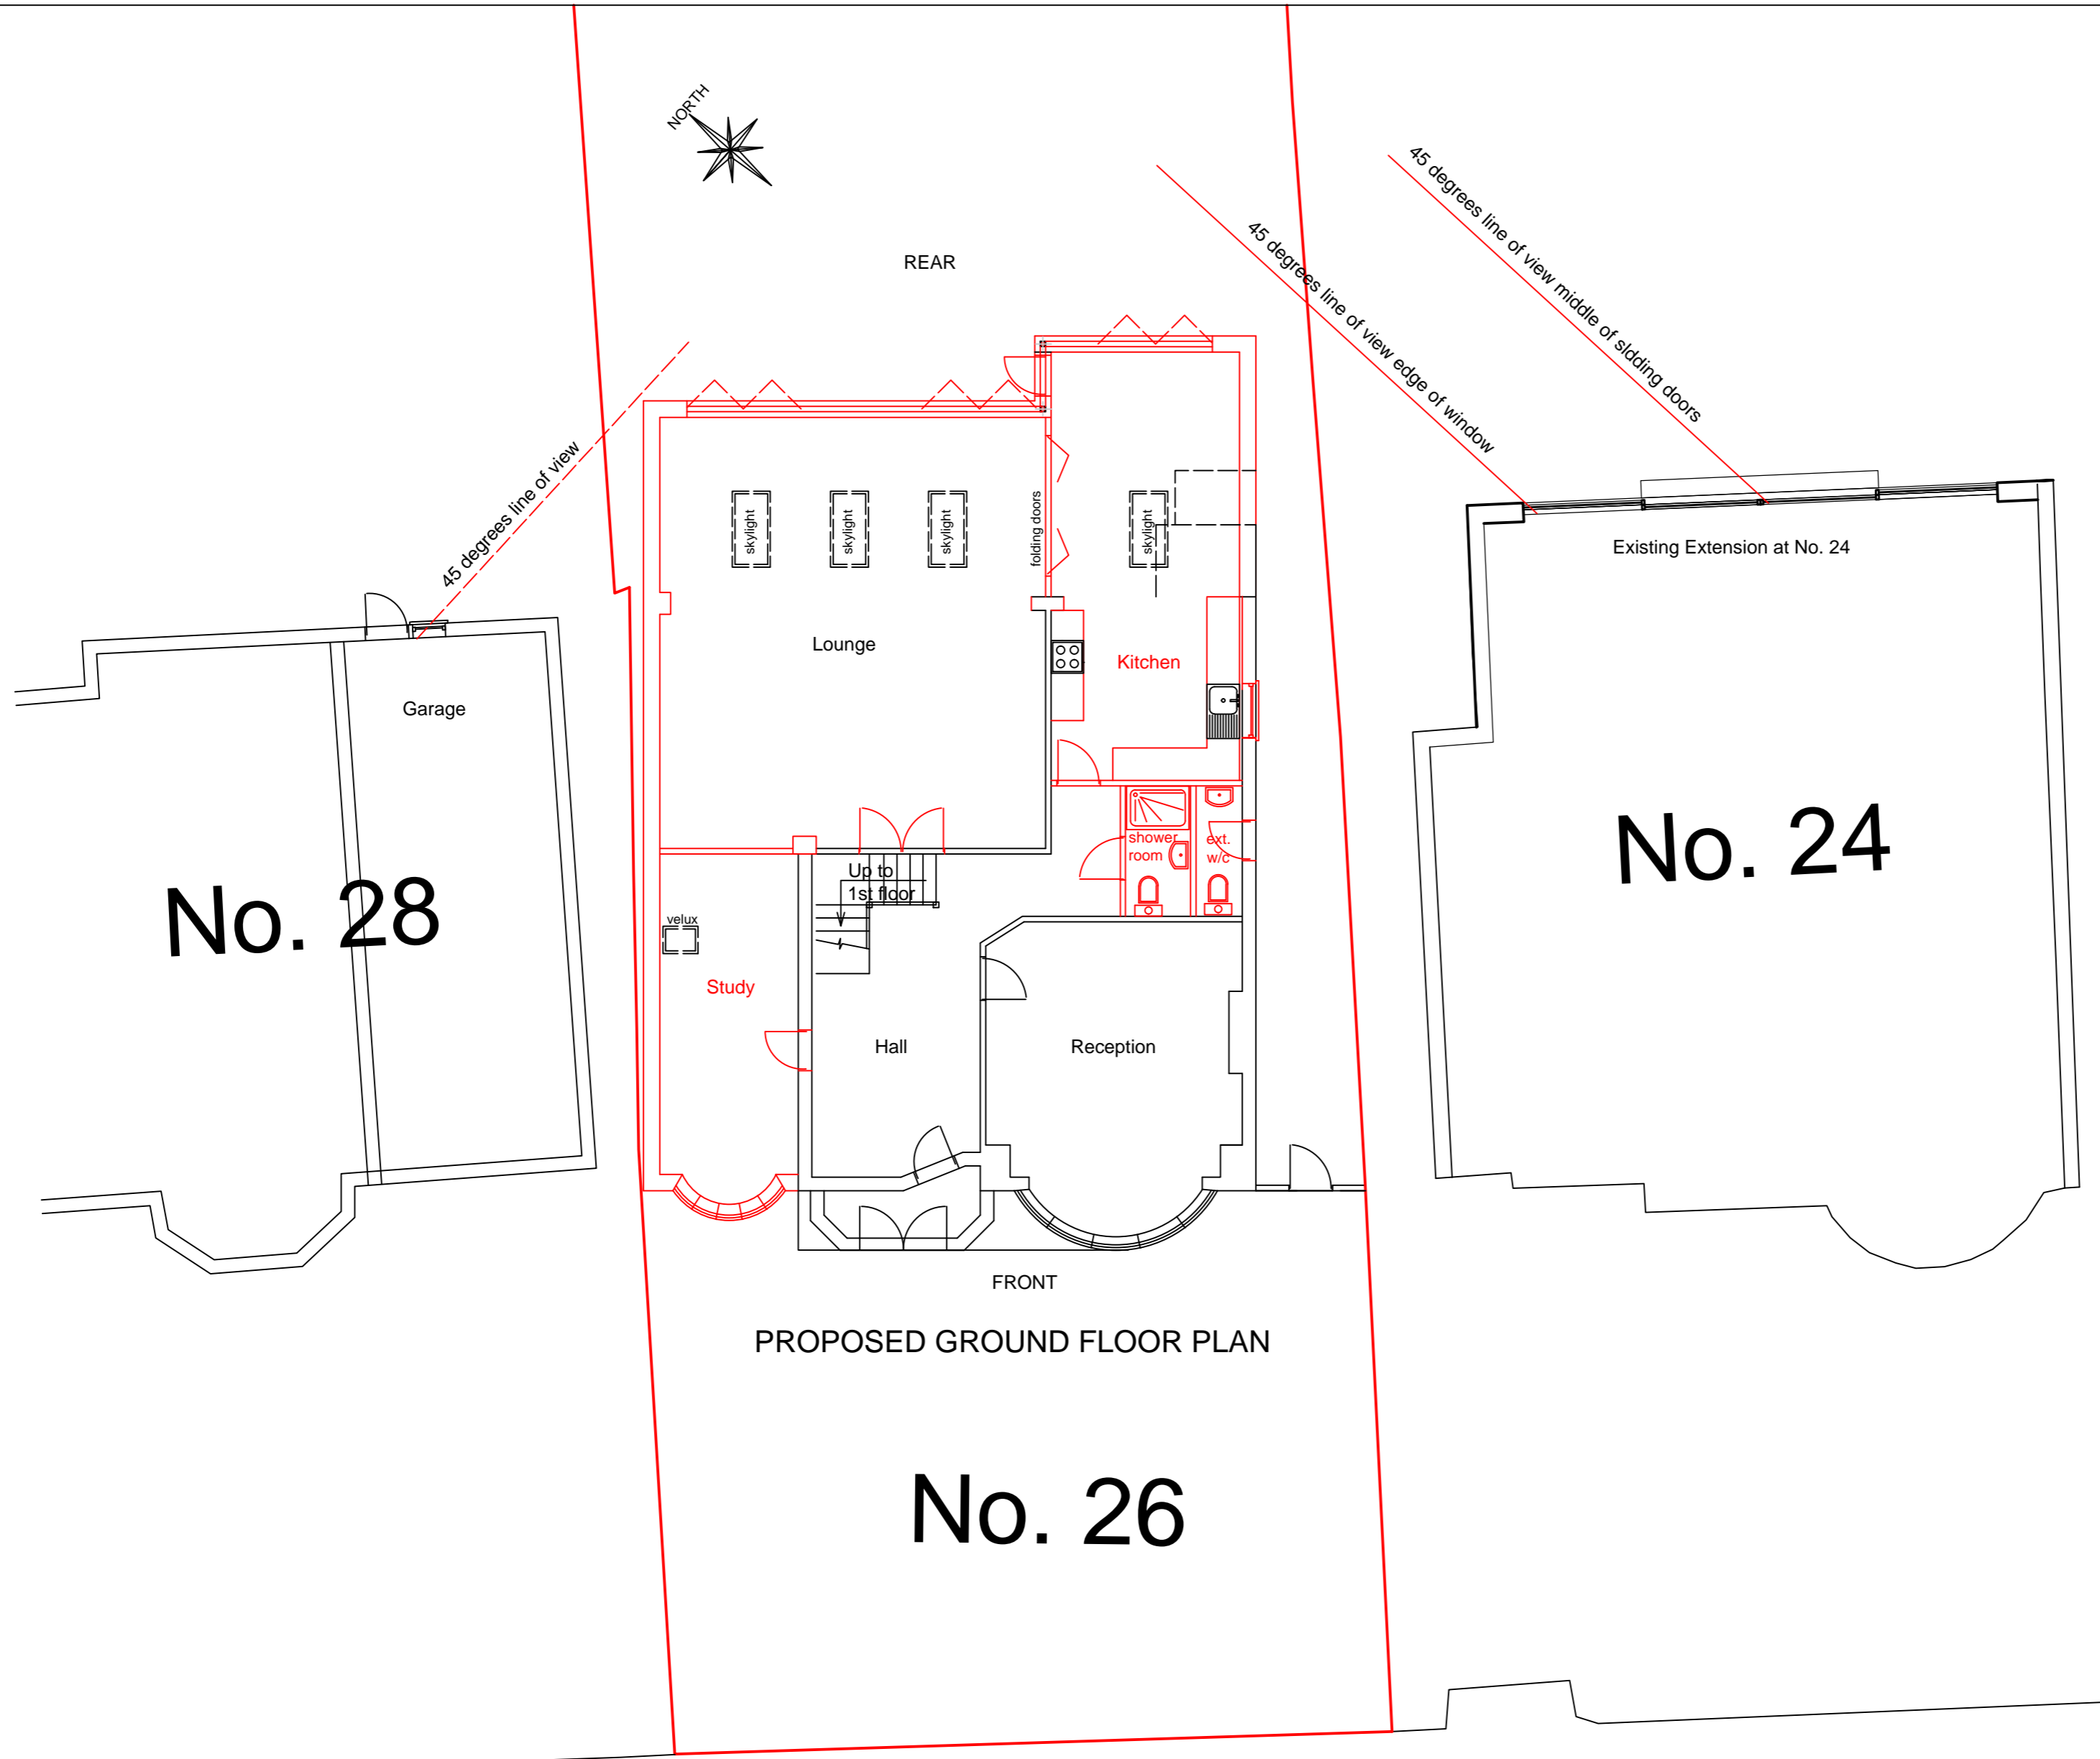 NORTH
REAR
45 degrees line of view middle of sldding doors
45 degrees line of view edge of window
45 degrees line of view
skylight
skylight
skylight
folding doors
skylight
Existing Extension at No. 24
Lounge
Kitchen
Garage
shower
room
ext.
w/c
No. 24
Up to
1st floor
No. 28
velux
Study
Hall
Reception
FRONT
PROPOSED GROUND FLOOR PLAN
No. 26